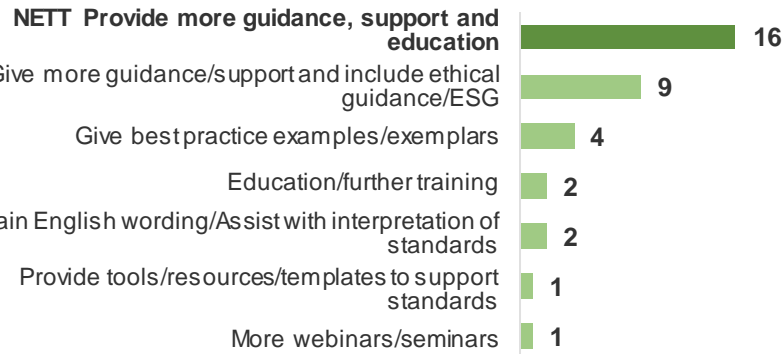 NETT Provide more guidance, support and
education
16
Give more guidance/support and include ethical
guidance/ESG
9
Give best practice examples/exemplars
4
Education/further training
2
ain English wording/Assist with interpretation of
standards
2
Provide tools/resources/templates to support
standards
1
More webinars/seminars
1